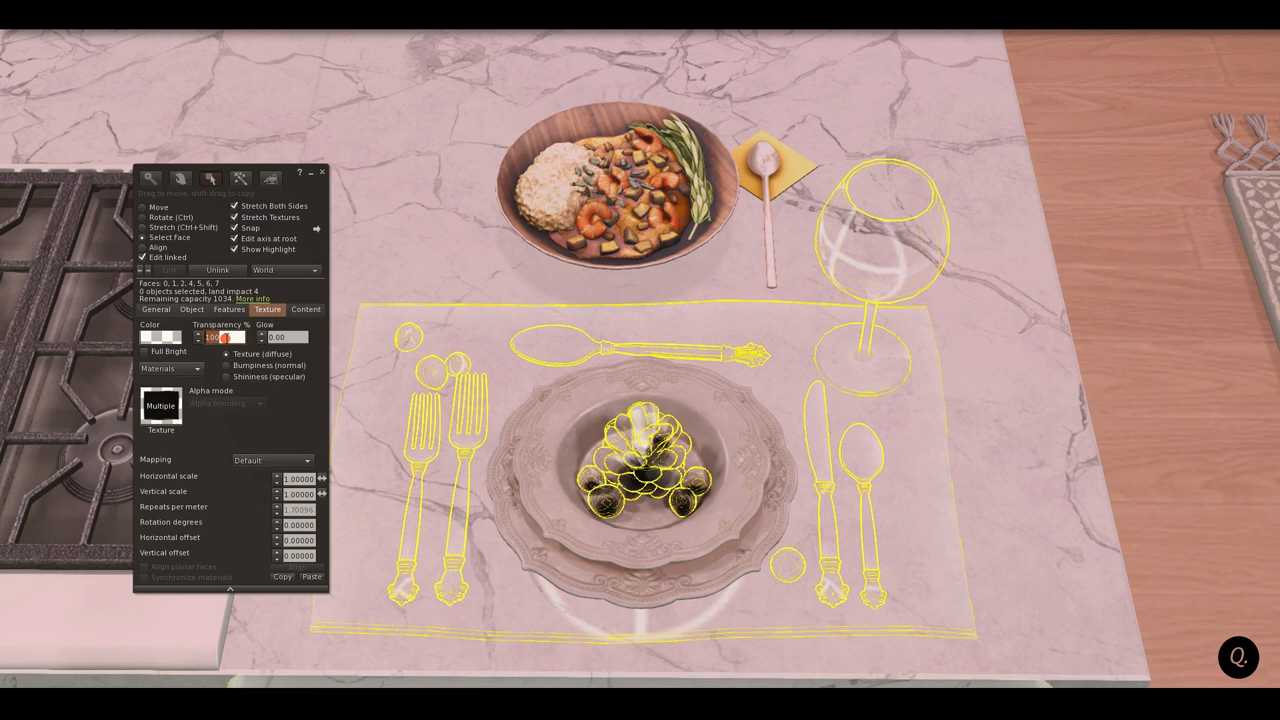 ?
Drag to move, shift-drag to copy
Move
Rotate (Ctrl)
Stretch (Ctrl+Shift)
Select Face
Align
Edit linked
Stretch Both Sides
Stretch Textures
Snap
Edit axis at root
Show Highlight
Link
Unlink
World
Faces: 0, 1, 2, 4, 5, 6, 7
0 objects selected, land impact 4
Remaining capacity 1034. More info
General Object Features Texture Content
Color Transparency % Glow
100 0.00
Full Bright
Materials
Texture (diffuse)
Bumpiness (normal)
Shininess (specular)
Multiple
Texture
Alpha mode
Alpha blending
Mapping Default
Horizontal scale 1.00000
Vertical scale 1.00000
Repeats per meter 1.70096
Rotation degrees 0.00000
Horizontal offset 0.00000
Vertical offset 0.00000
Align planar faces Align
Synchronize materials Copy Paste
Q.